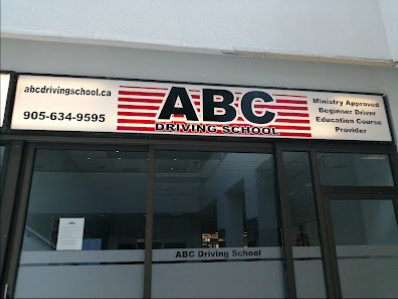 abcdrivingschool.ca
905-634-9595
ABC
DRIVING SCHOOL
Ministry Approved
Beginner Driver
Education Course
Provider
ABC Driving School